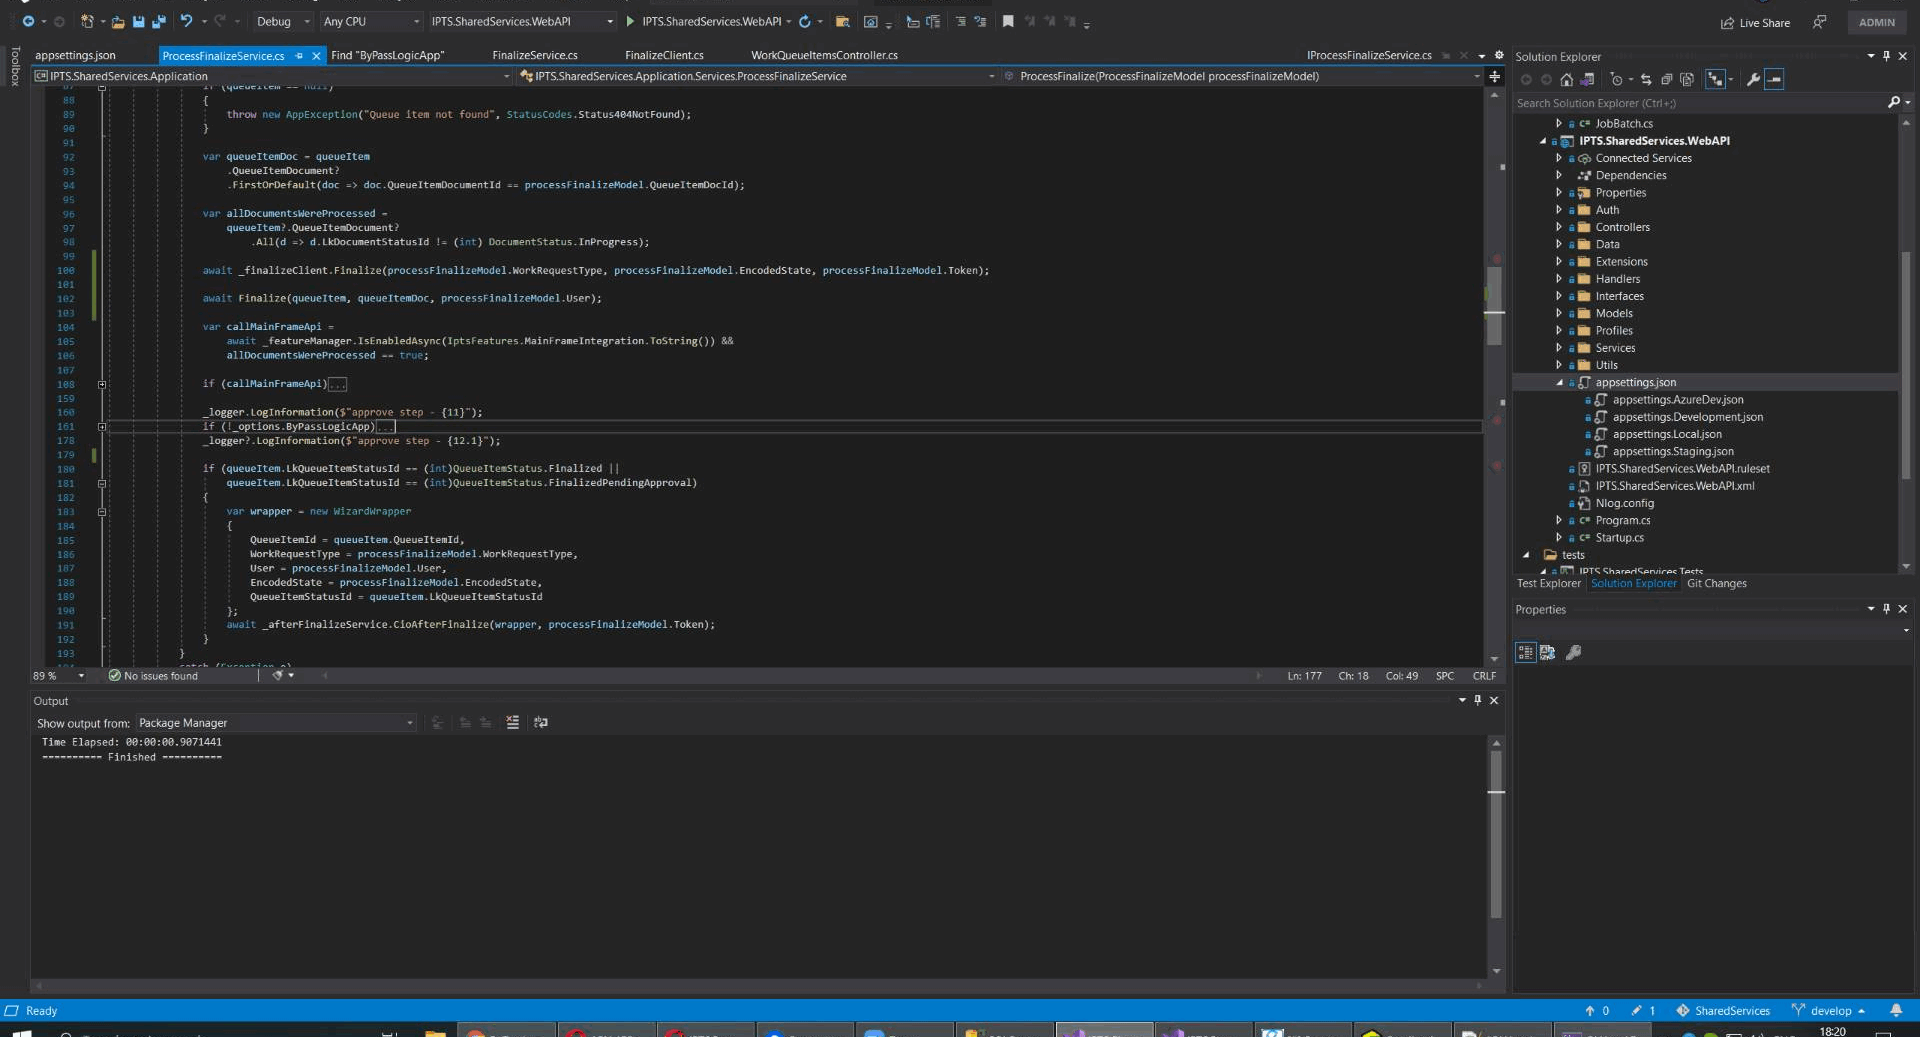 Debug
Any CPU
IPTS.SharedServices.WebAPI
IPTS.SharedServices.WebAPI
Live Share
ADMIN
Toolbox
appsettings.json
ProcessFinalizeService.cs
Find "ByPassLogicApp"
FinalizeService.cs
FinalizeClient.cs
WorkQueueItemsController.cs
IProcessFinalizeService.cs
IPTS.SharedServices.Application
IPTS.SharedServices.Application.Services.ProcessFinalizeService
ProcessFinalize(ProcessFinalizeModel processFinalizeModel)
87 if (queueItem == null)
88 {
89 throw new AppException("Queue item not found", StatusCodes.Status404NotFound);
90 }
91
92 var queueItemDoc = queueItem
93 .QueueItemDocument?
94 .FirstOrDefault(doc => doc.QueueItemDocumentId == processFinalizeModel.QueueItemDocId);
95
96 var allDocumentsWereProcessed =
97 queueItem?.QueueItemDocument?
98 .All(d => d.LkDocumentStatusId != (int) DocumentStatus.InProgress);
99
100 await _finalizeClient.Finalize(processFinalizeModel.WorkRequestType, processFinalizeModel.EncodedState, processFinalizeModel.Token);
101
102 await Finalize(queueItem, queueItemDoc, processFinalizeModel.User);
103
104 var callMainFrameApi =
105 await _featureManager.IsEnabledAsync(IptsFeatures.MainFrameIntegration.ToString()) &&
106 allDocumentsWereProcessed == true;
107
108 if (callMainFrameApi)...
159
160 _logger.LogInformation($"approve step - {11}");
161 if (!_options.ByPassLogicApp)...
178 _logger?.LogInformation($"approve step - {12.1}");
179
180 if (queueItem.LkQueueItemStatusId == (int)QueueItemStatus.Finalized ||
181 queueItem.LkQueueItemStatusId == (int)QueueItemStatus.FinalizedPendingApproval)
182 {
183 var wrapper = new WizardWrapper
184 {
185 QueueItemId = queueItem.QueueItemId,
186 WorkRequestType = processFinalizeModel.WorkRequestType,
187 User = processFinalizeModel.User,
188 EncodedState = processFinalizeModel.EncodedState,
189 QueueItemStatusId = queueItem.LkQueueItemStatusId
190 };
191 await _afterFinalizeService.CioAfterFinalize(wrapper, processFinalizeModel.Token);
192 }
193 }
194 catch (Exception e)
89 %
No issues found
Ln: 177 Ch: 18 Col: 49 SPC CRLF
Output
Show output from: Package Manager
Time Elapsed: 00:00:00.9071441
========== Finished ==========
Solution Explorer
Search Solution Explorer (Ctrl+;)
C# JobBatch.cs
IPTS.SharedServices.WebAPI
Connected Services
Dependencies
Properties
Auth
Controllers
Data
Extensions
Handlers
Interfaces
Models
Profiles
Services
Utils
appsettings.json
appsettings.AzureDev.json
appsettings.Development.json
appsettings.Local.json
appsettings.Staging.json
IPTS.SharedServices.WebAPI.ruleset
IPTS.SharedServices.WebAPI.xml
Nlog.config
C# Program.cs
C# Startup.cs
tests
IPTS.SharedServices.Tests
Test Explorer Solution Explorer Git Changes
Properties
Ready
0 1 SharedServices develop
18:20